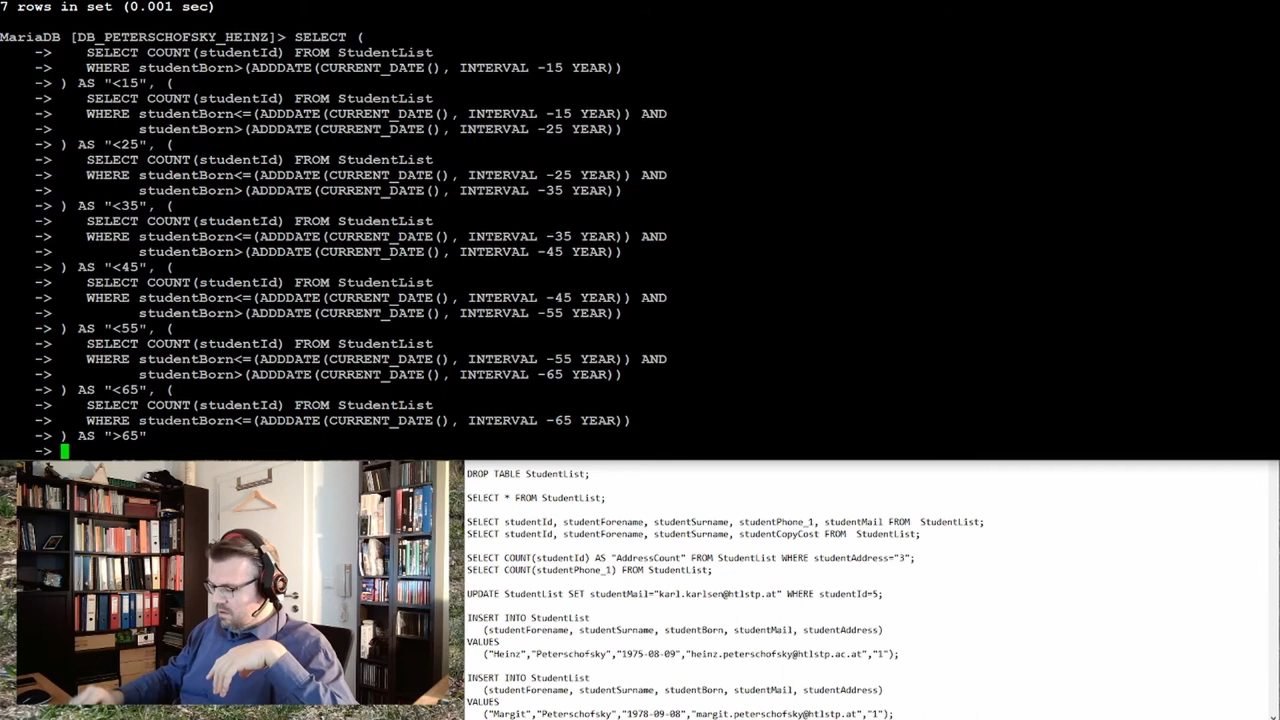 7 rows in set (0.001 sec)
MariaDB [DB_PETERSCHOFSKY_HEINZ]> SELECT (
    ->    SELECT COUNT(studentId) FROM StudentList
    ->    WHERE studentBorn>(ADDDATE(CURRENT_DATE(), INTERVAL -15 YEAR))
    -> ) AS "<15", (
    ->    SELECT COUNT(studentId) FROM StudentList
    ->    WHERE studentBorn<=(ADDDATE(CURRENT_DATE(), INTERVAL -15 YEAR)) AND
    ->          studentBorn>(ADDDATE(CURRENT_DATE(), INTERVAL -25 YEAR))
    -> ) AS "<25", (
    ->    SELECT COUNT(studentId) FROM StudentList
    ->    WHERE studentBorn<=(ADDDATE(CURRENT_DATE(), INTERVAL -25 YEAR)) AND
    ->          studentBorn>(ADDDATE(CURRENT_DATE(), INTERVAL -35 YEAR))
    -> ) AS "<35", (
    ->    SELECT COUNT(studentId) FROM StudentList
    ->    WHERE studentBorn<=(ADDDATE(CURRENT_DATE(), INTERVAL -35 YEAR)) AND
    ->          studentBorn>(ADDDATE(CURRENT_DATE(), INTERVAL -45 YEAR))
    -> ) AS "<45", (
    ->    SELECT COUNT(studentId) FROM StudentList
    ->    WHERE studentBorn<=(ADDDATE(CURRENT_DATE(), INTERVAL -45 YEAR)) AND
    ->          studentBorn>(ADDDATE(CURRENT_DATE(), INTERVAL -55 YEAR))
    -> ) AS "<55", (
    ->    SELECT COUNT(studentId) FROM StudentList
    ->    WHERE studentBorn<=(ADDDATE(CURRENT_DATE(), INTERVAL -55 YEAR)) AND
    ->          studentBorn>(ADDDATE(CURRENT_DATE(), INTERVAL -65 YEAR))
    -> ) AS "<65", (
    ->    SELECT COUNT(studentId) FROM StudentList
    ->    WHERE studentBorn<=(ADDDATE(CURRENT_DATE(), INTERVAL -65 YEAR))
    -> ) AS ">65"
    ->
DROP TABLE StudentList;
SELECT * FROM StudentList;
SELECT studentId, studentForename, studentSurname, studentPhone_1, studentMail FROM  StudentList;
SELECT studentId, studentForename, studentSurname, studentCopyCost FROM  StudentList;
SELECT COUNT(studentId) AS "AddressCount" FROM StudentList WHERE studentAddress="3";
SELECT COUNT(studentPhone_1) FROM StudentList;
UPDATE StudentList SET studentMail="karl.karlsen@htlstp.at" WHERE studentId=5;
INSERT INTO StudentList
   (studentForename, studentSurname, studentBorn, studentMail, studentAddress)
VALUES
   ("Heinz","Peterschofsky","1975-08-09","heinz.peterschofsky@htlstp.ac.at","1");
INSERT INTO StudentList
   (studentForename, studentSurname, studentBorn, studentMail, studentAddress)
VALUES
   ("Margit","Peterschofsky","1978-09-08","margit.peterschofsky@htlstp.at","1");